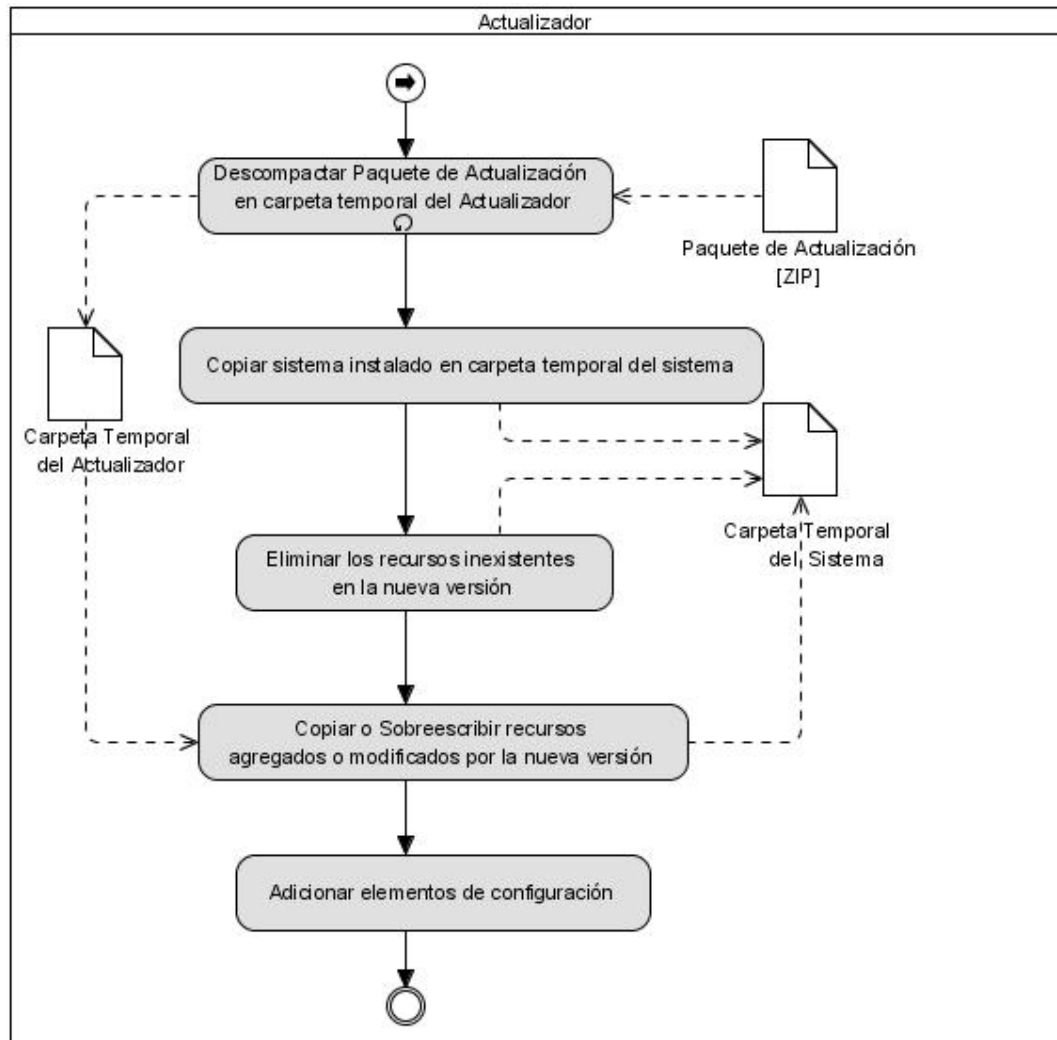 Actualizador
Descompactar Paquete de Actualización
en carpeta temporal del Actualizador
Paquete de Actualización
[ZIP]
Copiar sistema instalado en carpeta temporal del sistema
Carpeta Temporal
del Actualizador
Carpeta Temporal
del Sistema
Eliminar los recursos inexistentes
en la nueva versión
Copiar o Sobreescribir recursos
agregados o modificados por la nueva versión
Adicionar elementos de configuración